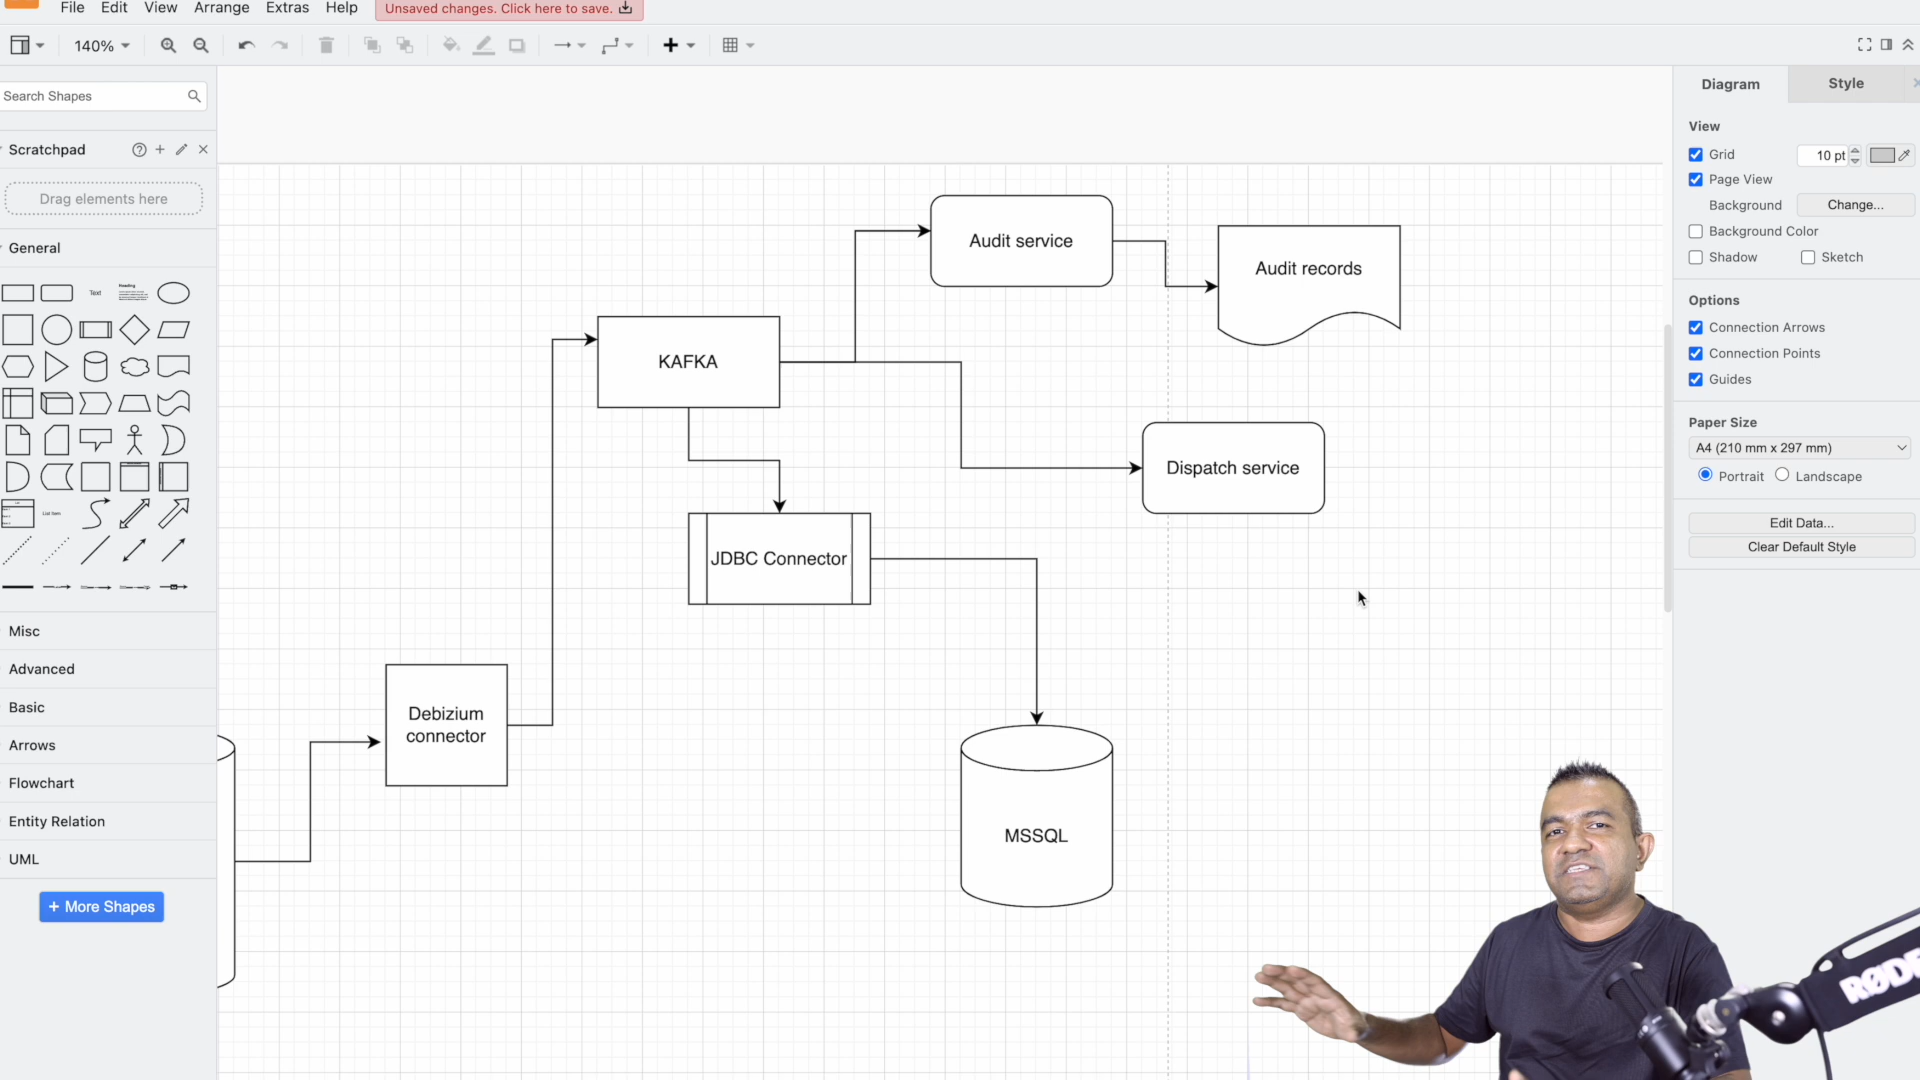 File Edit View Arrange Extras Help Unsaved changes. Click here to save.
140%
Search Shapes
Scratchpad
Drag elements here
General
Text
Heading
List Item
Misc
Advanced
Basic
Arrows
Flowchart
Entity Relation
UML
+ More Shapes
Audit service
Audit records
KAFKA
Dispatch service
JDBC Connector
Debizium
connector
MSSQL
RØDE
Diagram Style
View
Grid 10 pt
Page View
Background Change...
Background Color
Shadow Sketch
Options
Connection Arrows
Connection Points
Guides
Paper Size
A4 (210 mm x 297 mm)
Portrait Landscape
Edit Data...
Clear Default Style